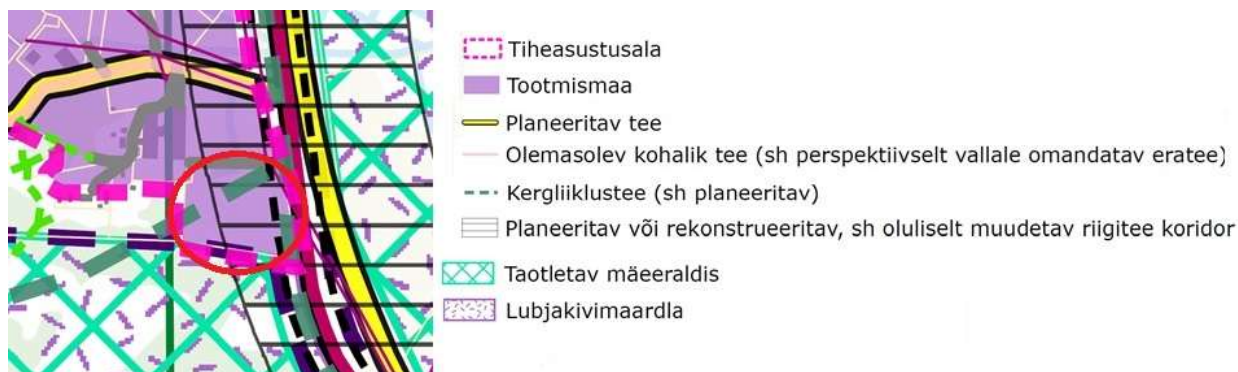 Tiheasustusala
Tootmismaa
Planeeritav tee
Olemasolev kohalik tee (sh perspektiivselt vallale omandatav eratee)
Kergliiklustee (sh planeeritav)
Planeeritav või rekonstrueeritav, sh oluliselt muudetav riigitee koridor
Taotletav mäeeraldis
Lubjakivimaardla